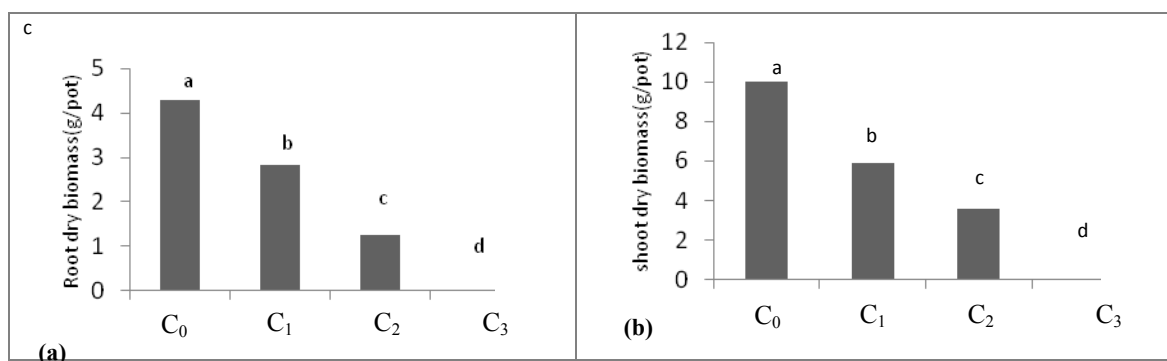 c
Root dry biomass(g/pot)
5
4
3
2
1
0
a
b
c
d
C₀ C₁ C₂ C₃
(a)
shoot dry biomass(g/pot)
12
10
8
6
4
2
0
a
b
c
d
C₀ C₁ C₂ C₃
(b)